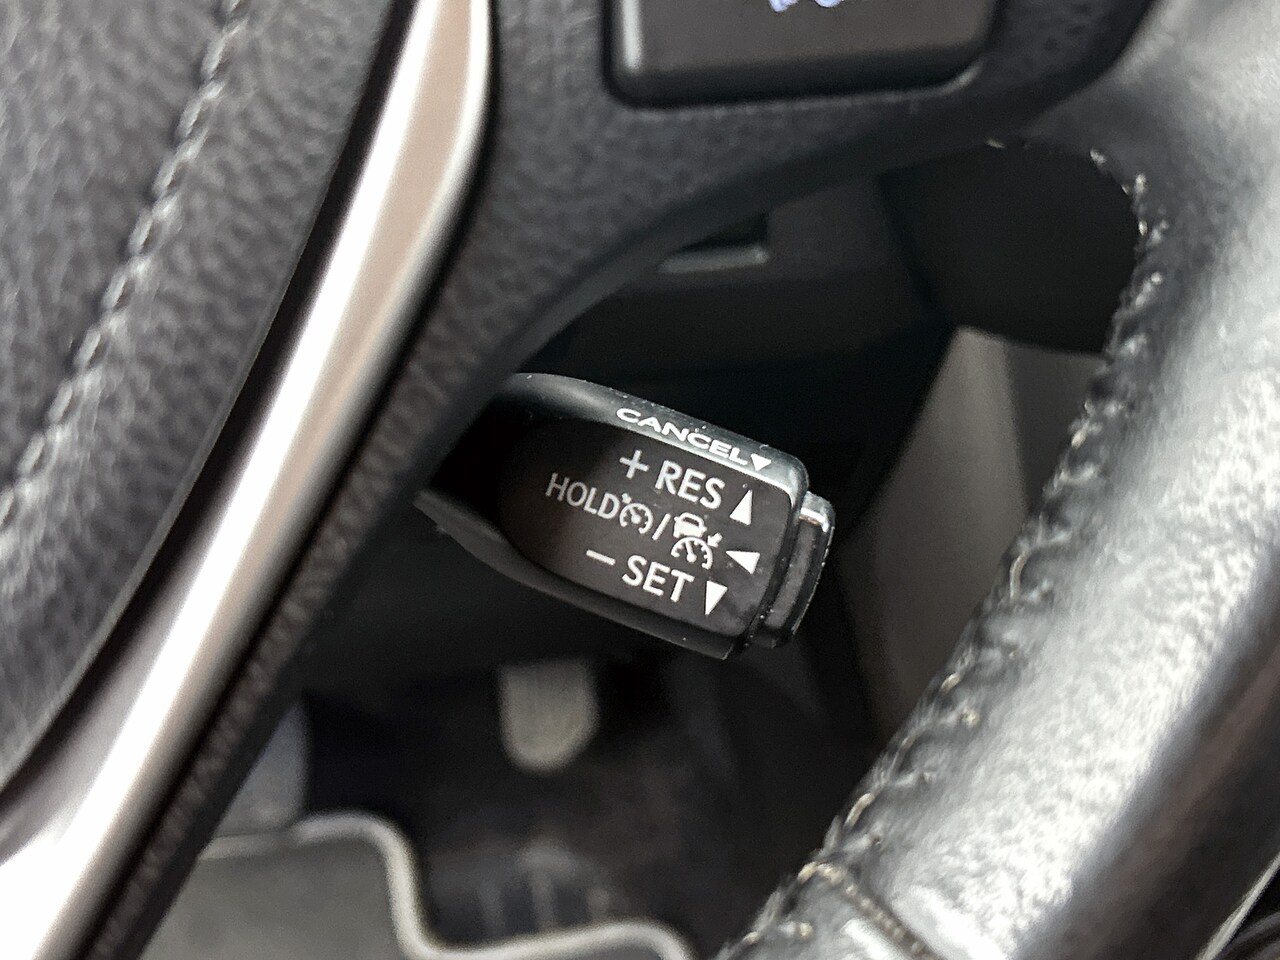 CANCEL▼
+ RES ▲
HOLD / ◀
− SET ▼